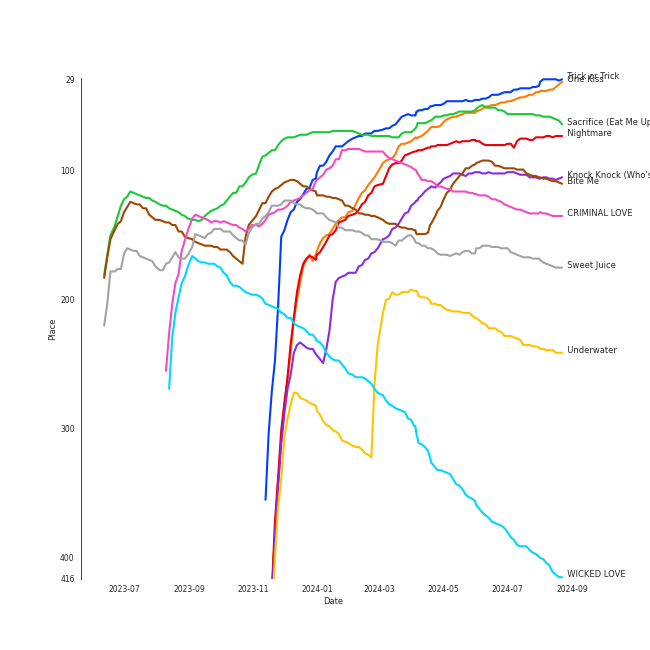 Trick or Trick
One Kiss
Sacrifice (Eat Me Up
Nightmare
Knock Knock (Who's
Bite Me
CRIMINAL LOVE
Sweet Juice
Underwater
WICKED LOVE
29
100
200
300
400
416
Place
2023-07
2023-09
2023-11
2024-01
2024-03
2024-05
2024-07
2024-09
Date